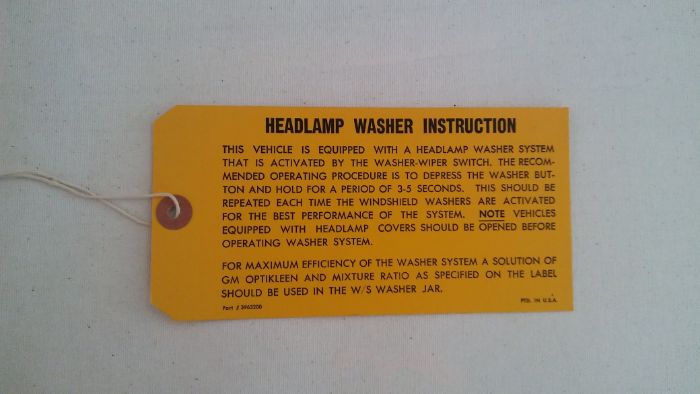 HEADLAMP WASHER INSTRUCTION
THIS VEHICLE IS EQUIPPED WITH A HEADLAMP WASHER SYSTEM
THAT IS ACTIVATED BY THE WASHER-WIPER SWITCH. THE RECOM-
MENDED OPERATING PROCEDURE IS TO DEPRESS THE WASHER BUT-
TON AND HOLD FOR A PERIOD OF 3-5 SECONDS. THIS SHOULD BE
REPEATED EACH TIME THE WINDSHIELD WASHERS ARE ACTIVATED
FOR THE BEST PERFORMANCE OF THE SYSTEM. NOTE VEHICLES
EQUIPPED WITH HEADLAMP COVERS SHOULD BE OPENED BEFORE
OPERATING WASHER SYSTEM.
FOR MAXIMUM EFFICIENCY OF THE WASHER SYSTEM A SOLUTION OF
GM OPTIKLEEN AND MIXTURE RATIO AS SPECIFIED ON THE LABEL
SHOULD BE USED IN THE W/S WASHER JAR.
Part J 3962200
PTD. IN U.S.A.